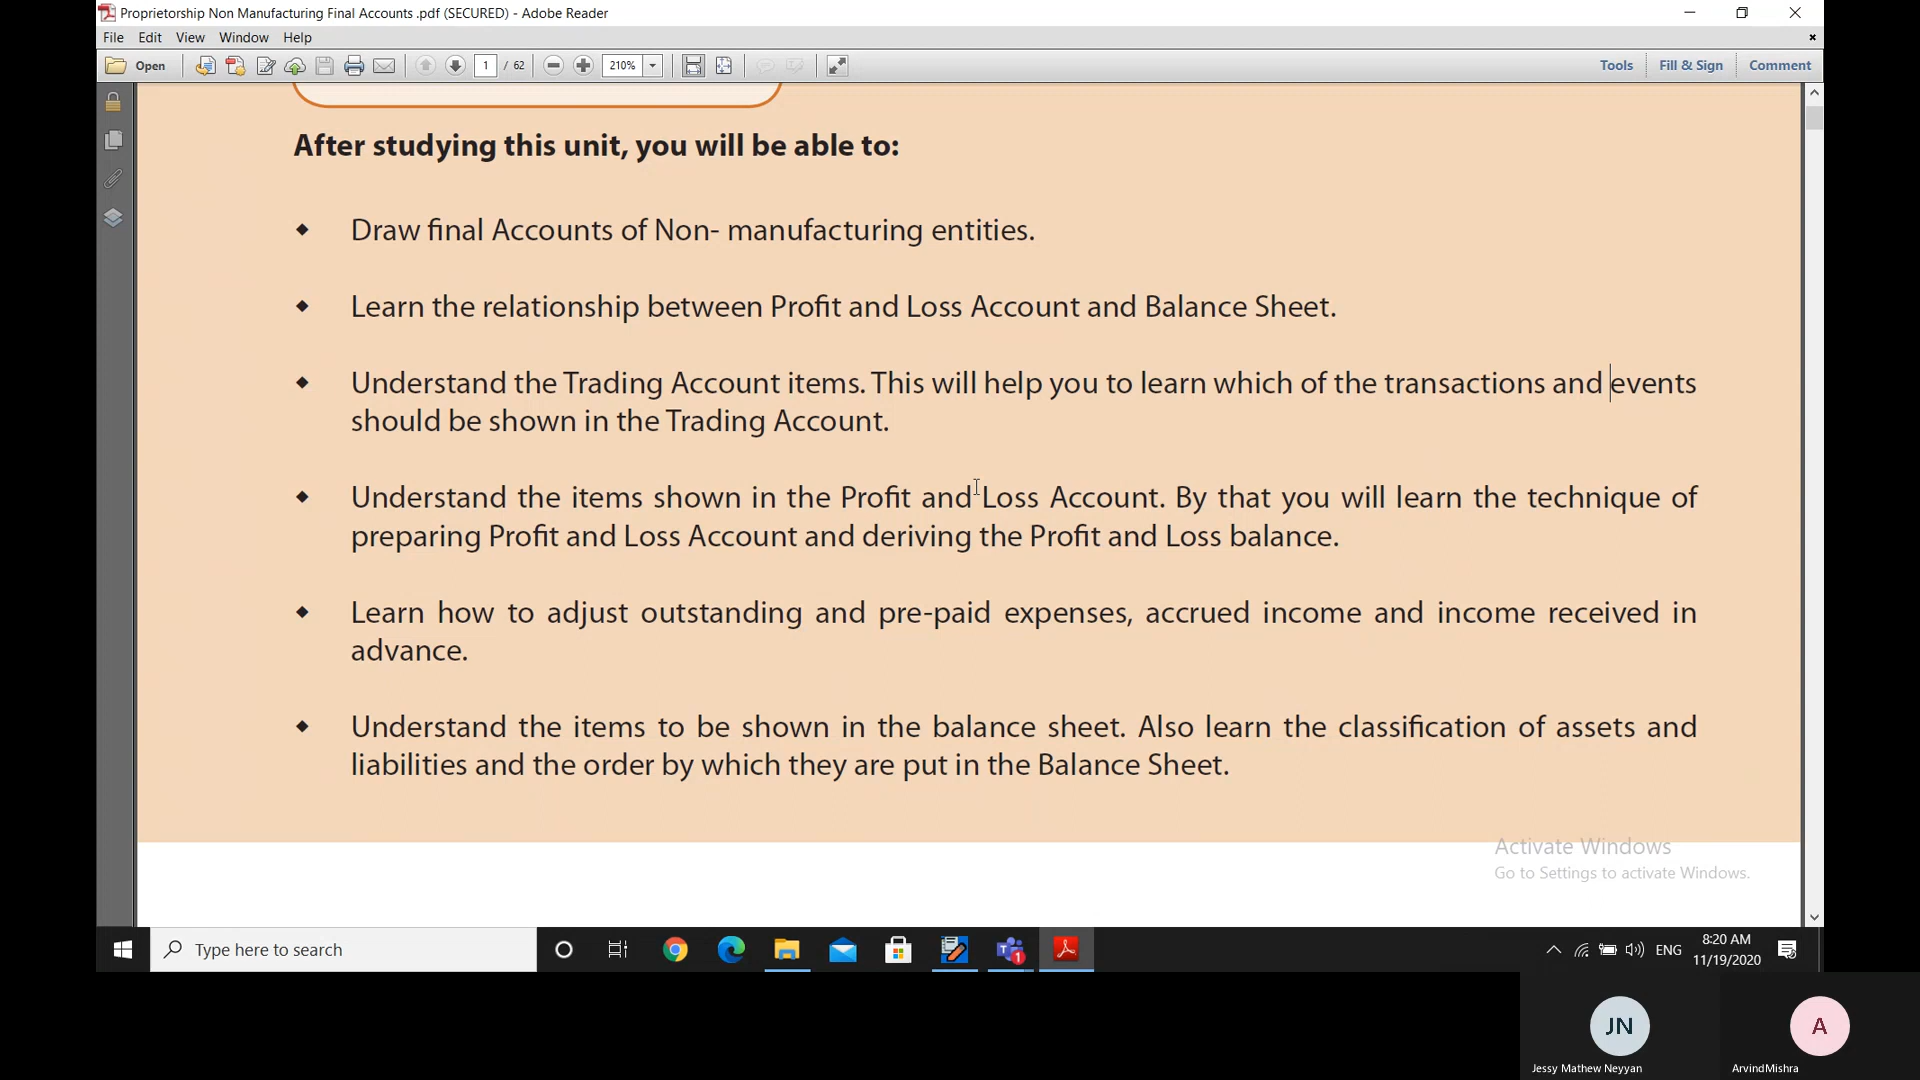 Proprietorship Non Manufacturing Final Accounts .pdf (SECURED) - Adobe Reader
File Edit View Window Help
Open 1 / 62 210% Tools Fill & Sign Comment
After studying this unit, you will be able to:
Draw final Accounts of Non- manufacturing entities.
Learn the relationship between Profit and Loss Account and Balance Sheet.
Understand the Trading Account items. This will help you to learn which of the transactions and events
should be shown in the Trading Account.
Understand the items shown in the Profit and Loss Account. By that you will learn the technique of
preparing Profit and Loss Account and deriving the Profit and Loss balance.
Learn how to adjust outstanding and pre-paid expenses, accrued income and income received in
advance.
Understand the items to be shown in the balance sheet. Also learn the classification of assets and
liabilities and the order by which they are put in the Balance Sheet.
Activate Windows
Go to Settings to activate Windows.
Type here to search
1
ENG
8:20 AM
11/19/2020
JN
A
Jessy Mathew Neyyan
ArvindMishra